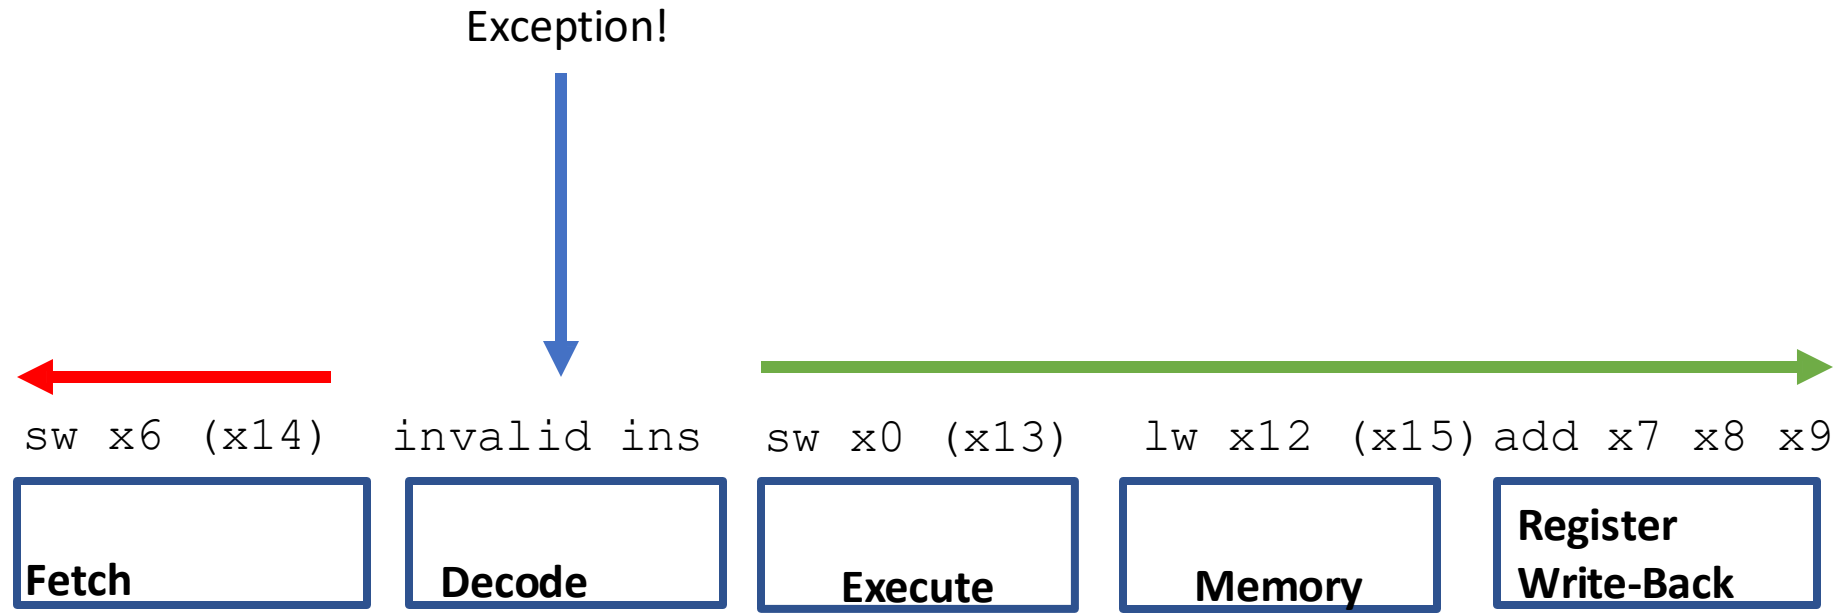 Exception!
sw x6 (x14) invalid ins sw x0 (x13) lw x12 (x15) add x7 x8 x9
Fetch
Decode
Execute
Memory
Register
Write-Back